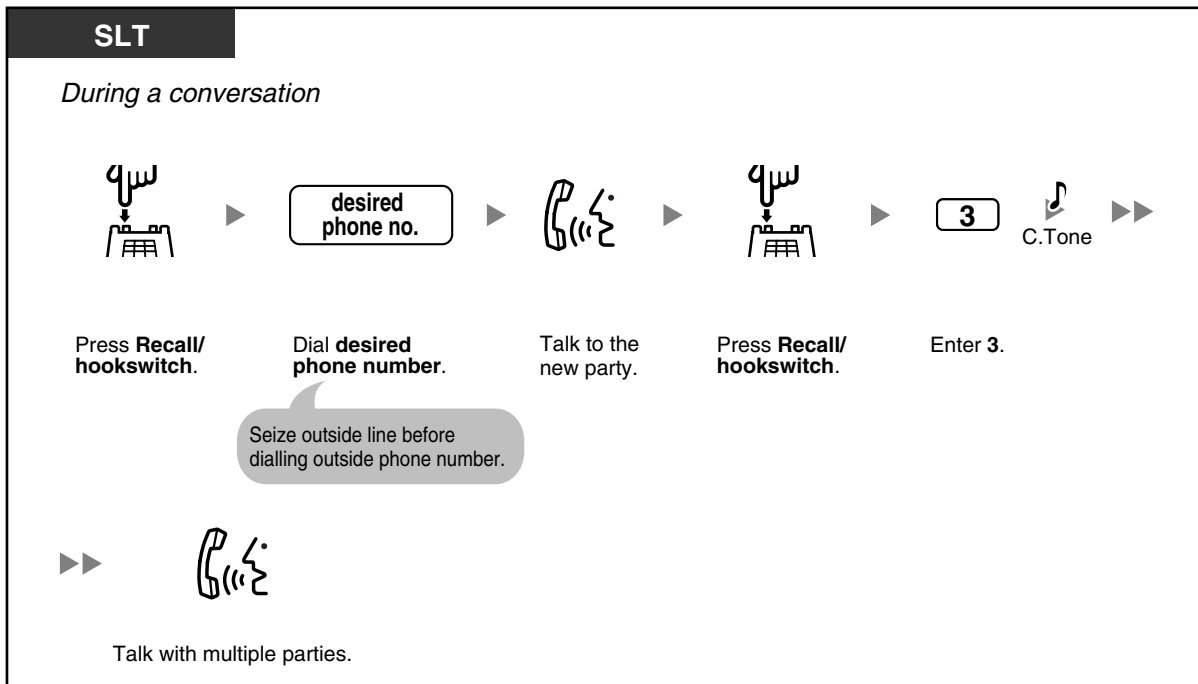 SLT
During a conversation
desired
phone no.
3
C.Tone
Press Recall/
hookswitch.
Dial desired
phone number.
Talk to the
new party.
Press Recall/
hookswitch.
Enter 3.
Seize outside line before
dialling outside phone number.
Talk with multiple parties.